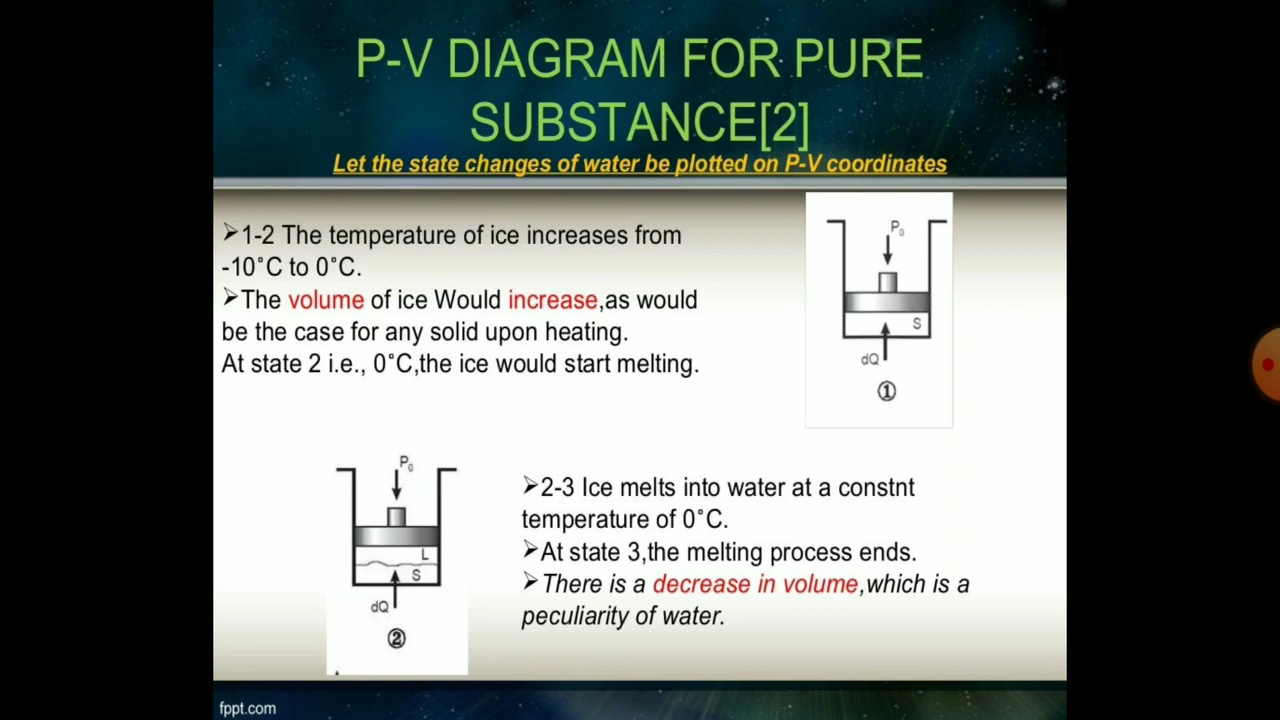 P-V DIAGRAM FOR PURE
SUBSTANCE[2]
Let the state changes of water be plotted on P-V coordinates
➢1-2 The temperature of ice increases from
-10˚C to 0˚C.
➢The volume of ice Would increase,as would
be the case for any solid upon heating.
At state 2 i.e., 0˚C,the ice would start melting.
P₀
S
dQ
①
P₀
L
S
dQ
②
➢2-3 Ice melts into water at a constnt
temperature of 0˚C.
➢At state 3,the melting process ends.
➢There is a decrease in volume,which is a
peculiarity of water.
fppt.com